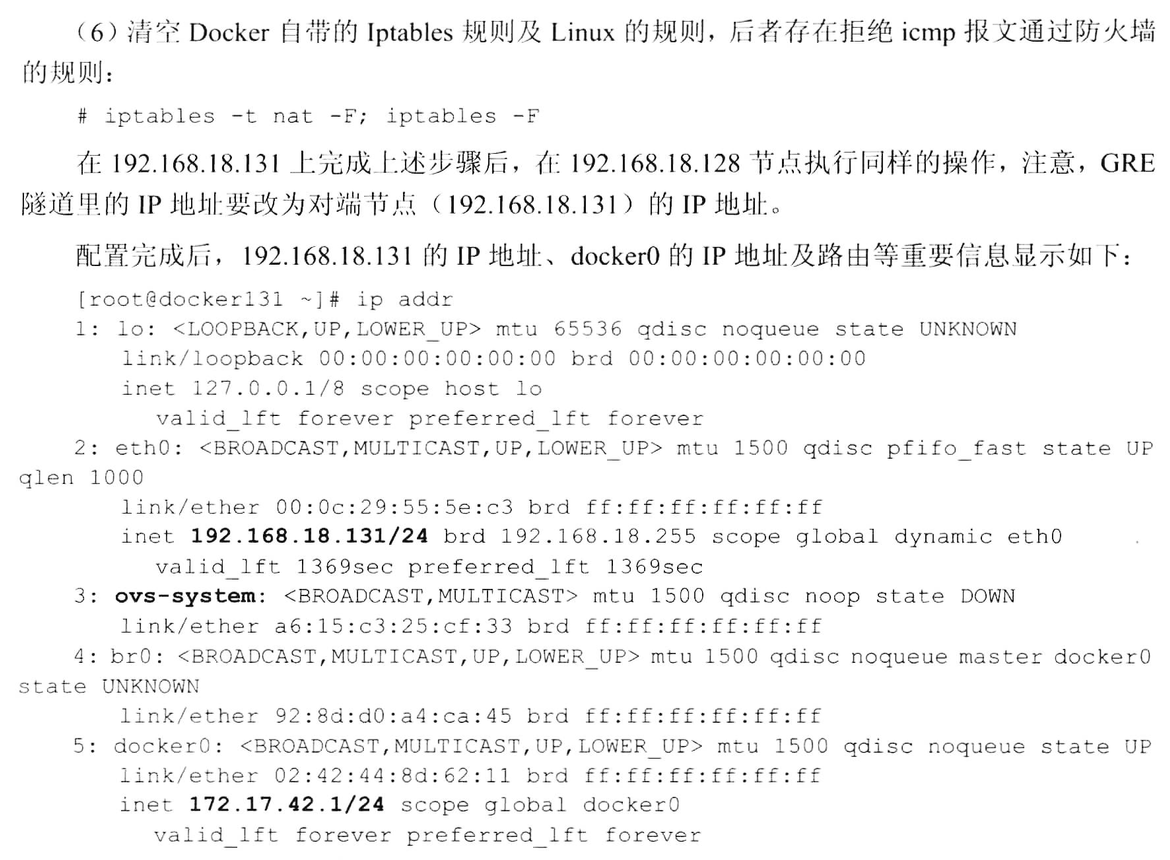 （6）清空 Docker 自带的 Iptables 规则及 Linux 的规则，后者存在拒绝 icmp 报文通过防火墙
的规则：
# iptables -t nat -F; iptables -F
在 192.168.18.131 上完成上述步骤后，在 192.168.18.128 节点执行同样的操作，注意，GRE
隧道里的 IP 地址要改为对端节点（192.168.18.131）的 IP 地址。
配置完成后，192.168.18.131 的 IP 地址、docker0 的 IP 地址及路由等重要信息显示如下：
[root@docker131 ~]# ip addr
1: lo: <LOOPBACK,UP,LOWER_UP> mtu 65536 qdisc noqueue state UNKNOWN
link/loopback 00:00:00:00:00:00 brd 00:00:00:00:00:00
inet 127.0.0.1/8 scope host lo
valid_lft forever preferred_lft forever
2: eth0: <BROADCAST,MULTICAST,UP,LOWER_UP> mtu 1500 qdisc pfifo_fast state UP
qlen 1000
link/ether 00:0c:29:55:5e:c3 brd ff:ff:ff:ff:ff:ff
inet 192.168.18.131/24 brd 192.168.18.255 scope global dynamic eth0
valid_lft 1369sec preferred_lft 1369sec
3: ovs-system: <BROADCAST,MULTICAST> mtu 1500 qdisc noop state DOWN
link/ether a6:15:c3:25:cf:33 brd ff:ff:ff:ff:ff:ff
4: br0: <BROADCAST,MULTICAST,UP,LOWER_UP> mtu 1500 qdisc noqueue master docker0
state UNKNOWN
link/ether 92:8d:d0:a4:ca:45 brd ff:ff:ff:ff:ff:ff
5: docker0: <BROADCAST,MULTICAST,UP,LOWER_UP> mtu 1500 qdisc noqueue state UP
link/ether 02:42:44:8d:62:11 brd ff:ff:ff:ff:ff:ff
inet 172.17.42.1/24 scope global docker0
valid_lft forever preferred_lft forever